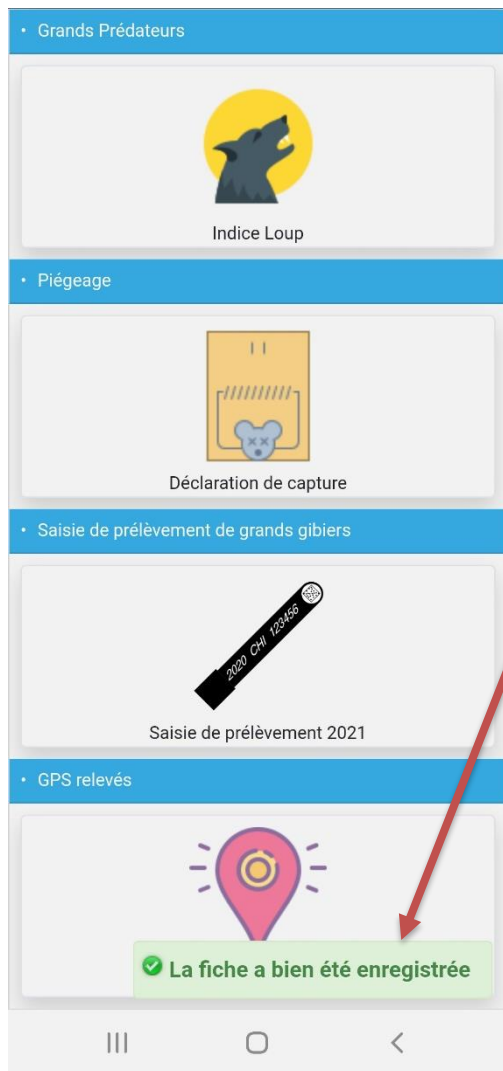 • Grands Prédateurs
Indice Loup
• Piégeage
Déclaration de capture
• Saisie de prélèvement de grands gibiers
2020 CHI 123456
Saisie de prélèvement 2021
• GPS relevés
La fiche a bien été enregistrée